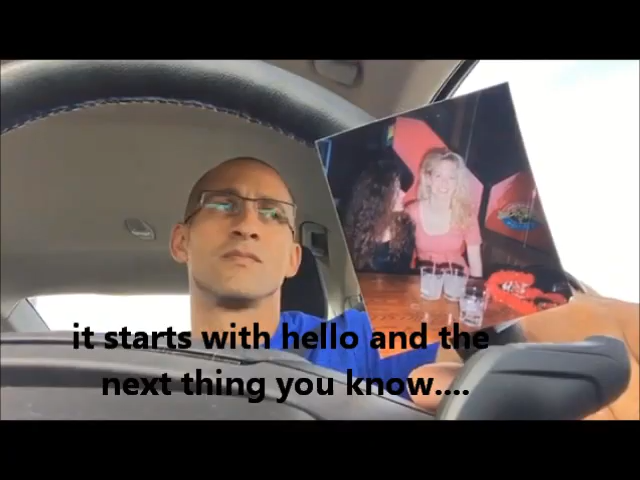 it starts with hello and the
next thing you know....